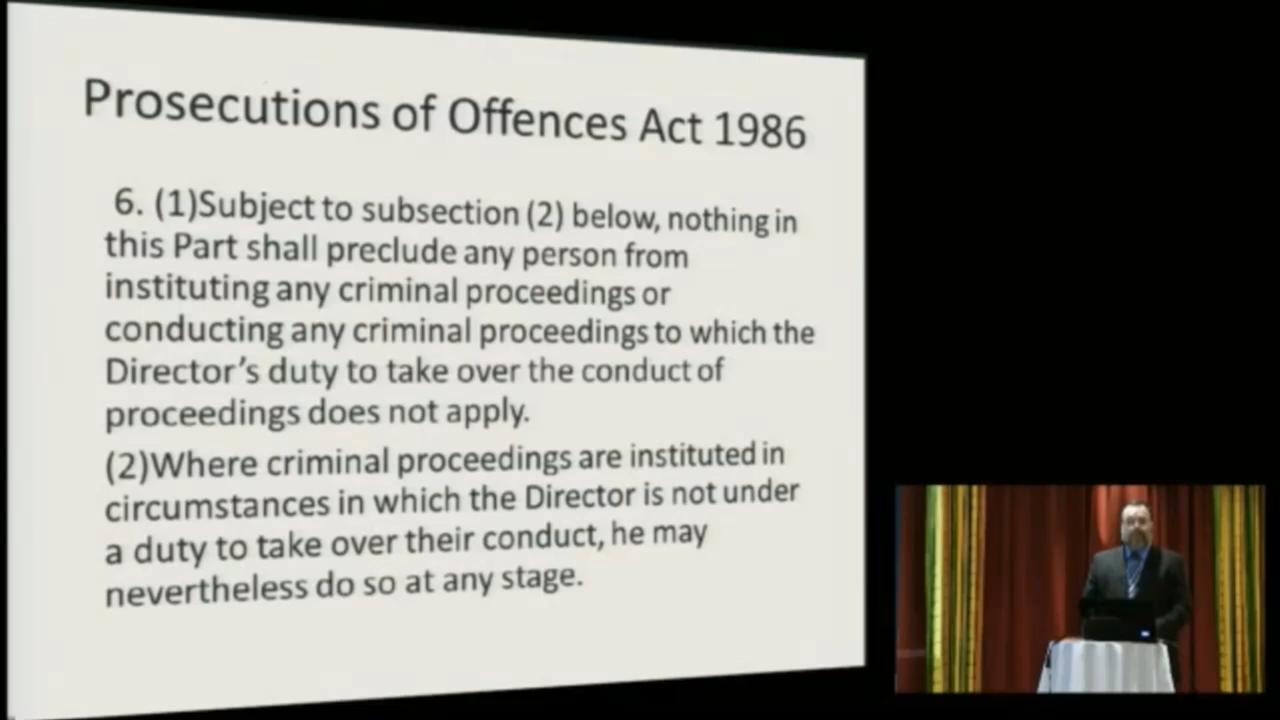 Prosecutions of Offences Act 1986
6. (1)Subject to subsection (2) below, nothing in
this Part shall preclude any person from
instituting any criminal proceedings or
conducting any criminal proceedings to which the
Director's duty to take over the conduct of
proceedings does not apply.
(2)Where criminal proceedings are instituted in
circumstances in which the Director is not under
a duty to take over their conduct, he may
nevertheless do so at any stage.